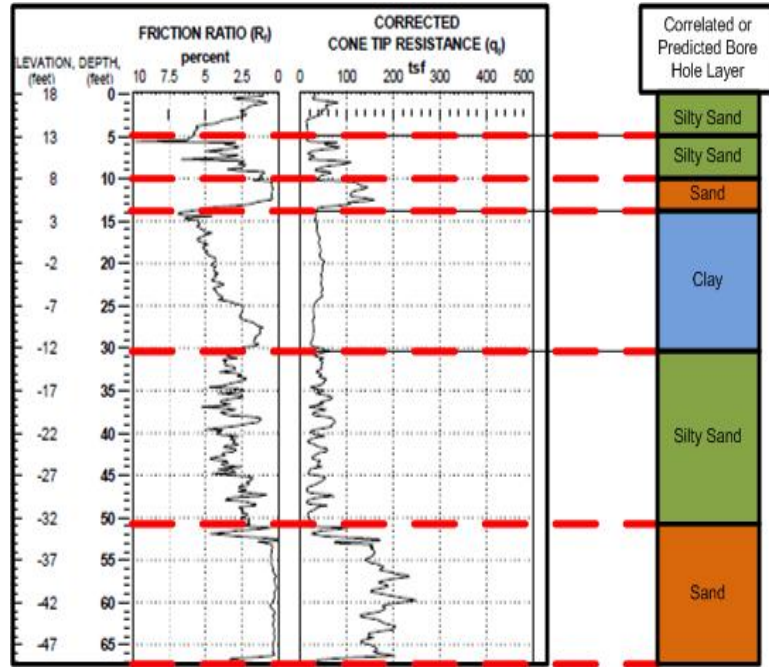 FRICTION RATIO (Rf)
percent
CORRECTED
CONE TIP RESISTANCE (qt)
tsf
Correlated or
Predicted Bore
Hole Layer
LEVATION, DEPTH,
(feet) (feet)
10 7.5 5 2.5 0
0 100 200 300 400 500
18 0
13 5
8 10
3 15
-2 20
-7 25
-12 30
-17 35
-22 40
-27 45
-32 50
-37 55
-42 60
-47 65
Silty Sand
Silty Sand
Sand
Clay
Silty Sand
Sand